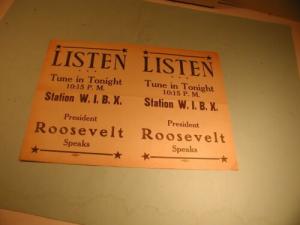 LISTEN
Tune in Tonight
10:15 P. M.
Station W. I. B. X.
President
Roosevelt
Speaks
LISTEN
Tune in Tonight
10:15 P. M.
Station W. I. B. X.
President
Roosevelt
Speaks